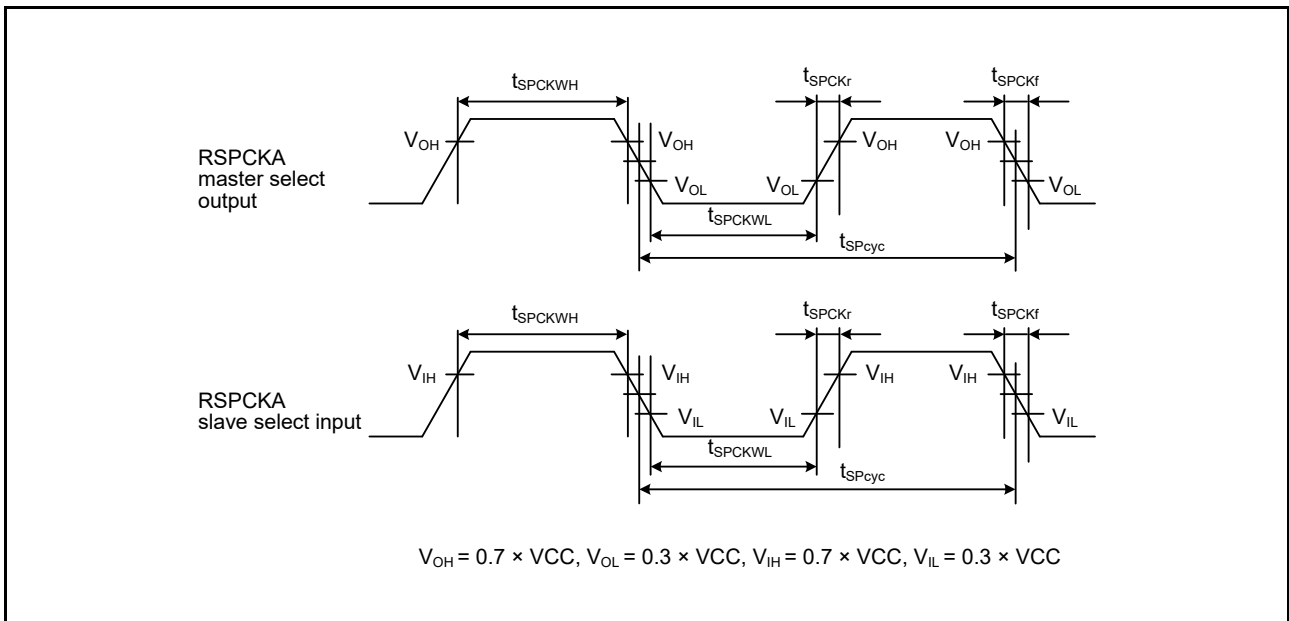 tSPCKWH
tSPCKr
tSPCKf
VOH
VOH
VOH
VOH
RSPCKA
master select
output
VOL
VOL
VOL
tSPCKWL
tSPcyc
tSPCKWH
tSPCKr
tSPCKf
VIH
VIH
VIH
VIH
RSPCKA
slave select input
VIL
VIL
VIL
tSPCKWL
tSPcyc
VOH = 0.7 × VCC, VOL = 0.3 × VCC, VIH = 0.7 × VCC, VIL = 0.3 × VCC